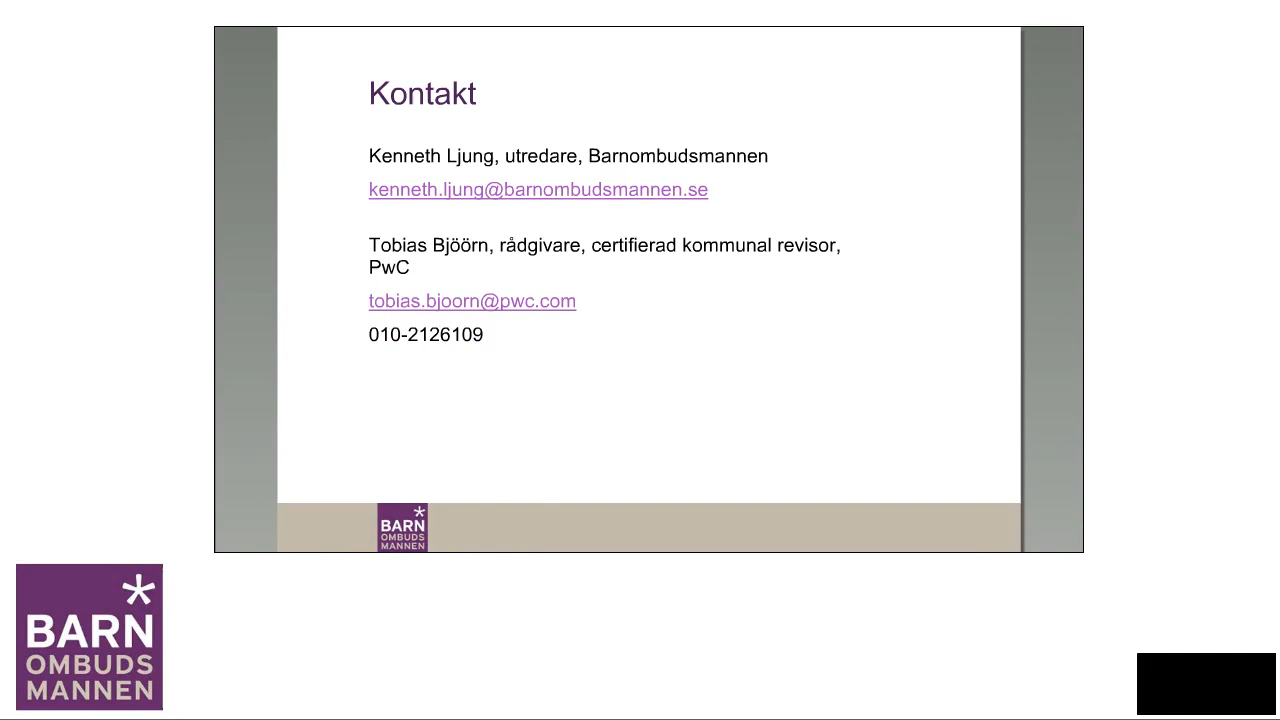 Kontakt
Kenneth Ljung, utredare, Barnombudsmannen
kenneth.ljung@barnombudsmannen.se
Tobias Bjöörn, rådgivare, certifierad kommunal revisor,
PwC
tobias.bjoorn@pwc.com
010-2126109
BARN
OMBUDS
MANNEN
BARN
OMBUDS
MANNEN